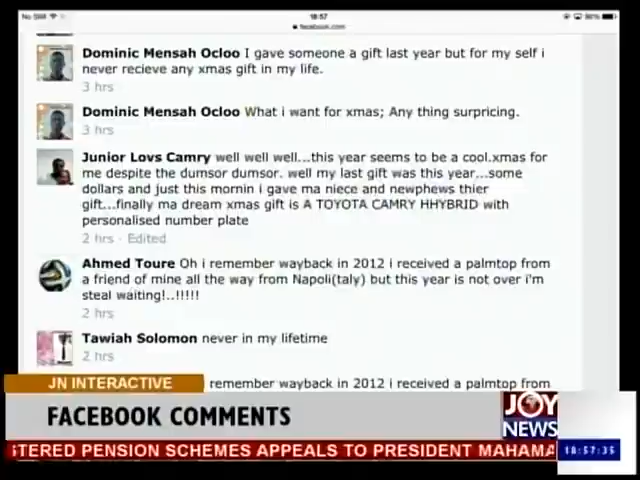 No SIM
18:57
86%
facebook.com
Dominic Mensah Ocloo I gave someone a gift last year but for my self i
never recieve any xmas gift in my life.
3 hrs
Dominic Mensah Ocloo What i want for xmas; Any thing surpricing.
3 hrs
Junior Lovs Camry well well well...this year seems to be a cool.xmas for
me despite the dumsor dumsor. well my last gift was this year...some
dollars and just this mornin i gave ma niece and newphews thier
gift...finally ma dream xmas gift is A TOYOTA CAMRY HHYBRID with
personalised number plate
2 hrs · Edited
Ahmed Toure Oh i remember wayback in 2012 i received a palmtop from
a friend of mine all the way from Napoli(taly) but this year is not over i'm
steal waiting!..!!!!!
2 hrs
Tawiah Solomon never in my lifetime
2 hrs
remember wayback in 2012 i received a palmtop from
JN INTERACTIVE
FACEBOOK COMMENTS
JOY
NEWS
STERED PENSION SCHEMES APPEALS TO PRESIDENT MAHAMA
18:57:35